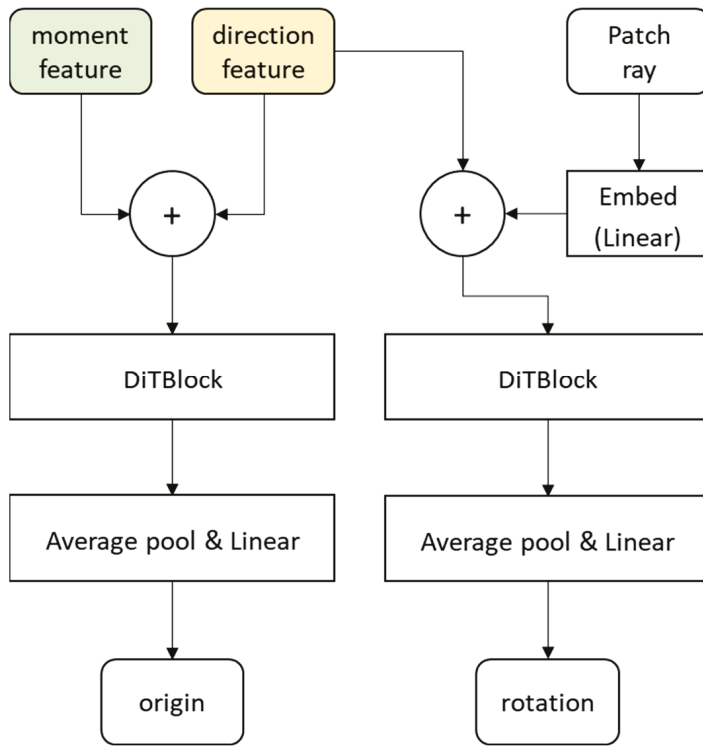 moment
feature
direction
feature
Patch
ray
+
+
Embed
(Linear)
DiTBlock
DiTBlock
Average pool & Linear
Average pool & Linear
origin
rotation